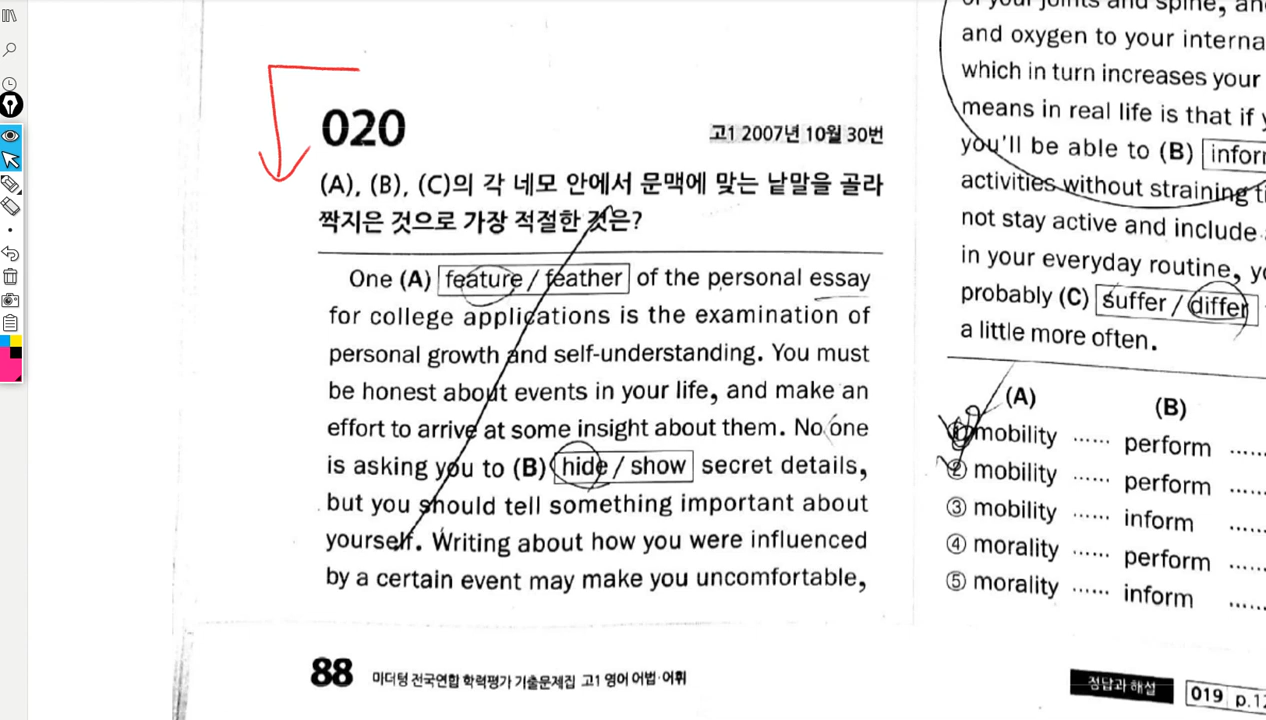 020
고1 2007년 10월 30번
(A), (B), (C)의 각 네모 안에서 문맥에 맞는 낱말을 골라
짝지은 것으로 가장 적절한 것은?
One (A) feature / feather of the personal essay
for college applications is the examination of
personal growth and self-understanding. You must
be honest about events in your life, and make an
effort to arrive at some insight about them. No one
is asking you to (B) hide / show secret details,
but you should tell something important about
yourself. Writing about how you were influenced
by a certain event may make you uncomfortable,
88 미더텅 전국연합 학력평가 기출문제집 고1 영어 어법·어휘
of your joints and spine,
and oxygen to your
which in turn increases your
means in real life is that if
you'll be able to (B)
activities without straining
not stay active and include
in your everyday routine,
probably (C) suffer / differ
a little more often.
(A) (B)
① mobility …… perform ……
② mobility …… perform ……
③ mobility …… inform ……
④ morality …… perform ……
⑤ morality …… inform ……
정답과 해설 019